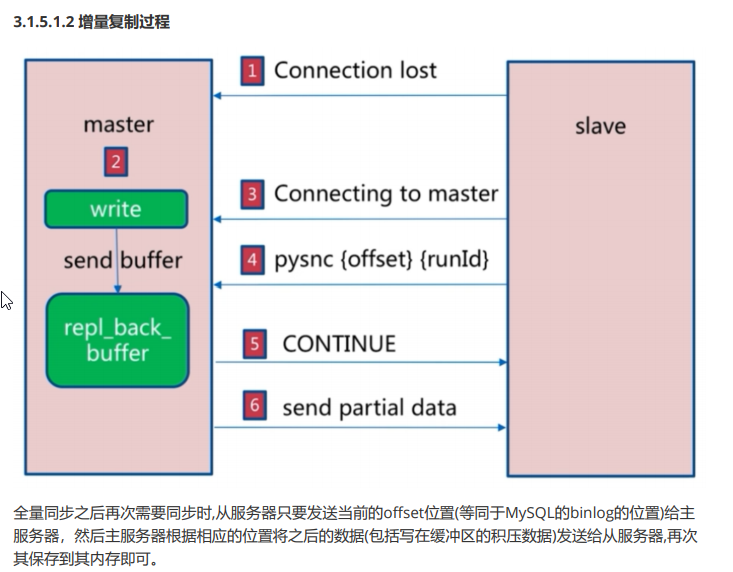 3.1.5.1.2 增量复制过程
1 Connection lost
master
slave
2
3 Connecting to master
write
send buffer
4 pysnc {offset} {runId}
repl_back_
buffer
5 CONTINUE
6 send partial data
全量同步之后再次需要同步时,从服务器只要发送当前的offset位置(等同于MySQL的binlog的位置)给主
服务器，然后主服务器根据相应的位置将之后的数据(包括写在缓冲区的积压数据)发送给从服务器,再次
其保存到其内存即可。